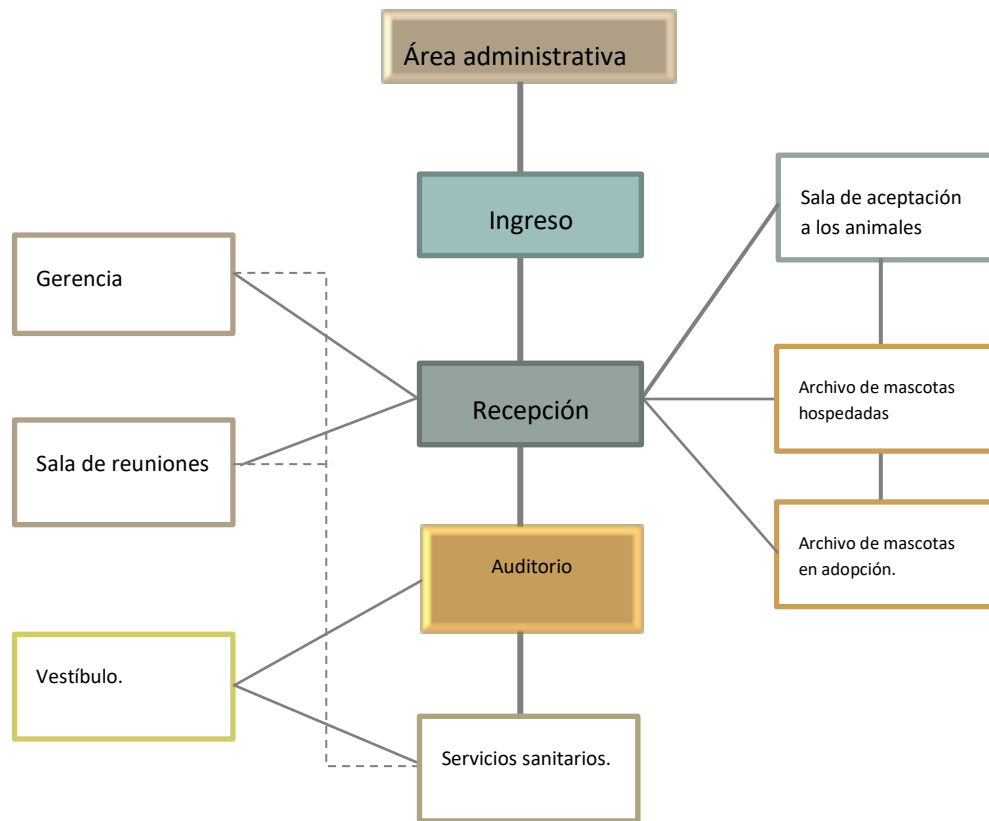 Área administrativa
Ingreso
Sala de aceptación
a los animales
Gerencia
Archivo de mascotas
hospedadas
Recepción
Sala de reuniones
Archivo de mascotas
en adopción.
Auditorio
Vestíbulo.
Servicios sanitarios.